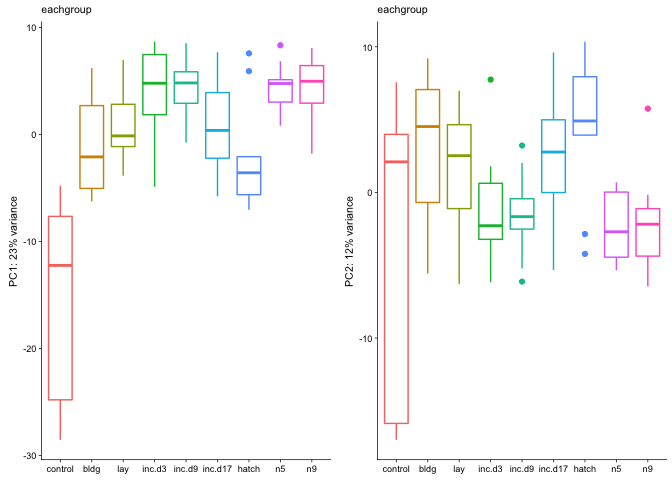 eachgroup
PC1: 23% variance
10
0
-10
-20
-30
control bldg lay inc.d3 inc.d9 inc.d17 hatch n5 n9
eachgroup
PC2: 12% variance
10
0
-10
control bldg lay inc.d3 inc.d9 inc.d17 hatch n5 n9